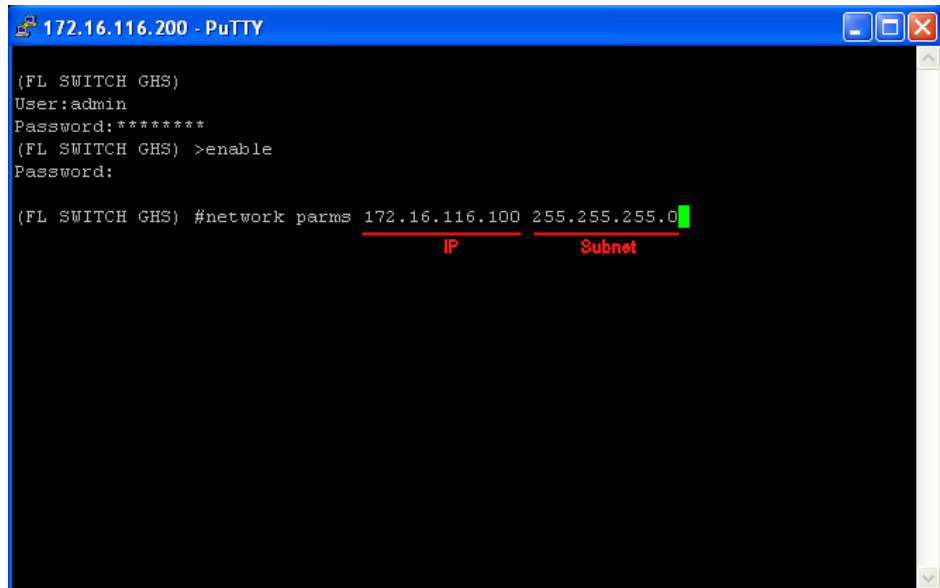 172.16.116.200 - PuTTY
(FL SWITCH GHS)
User:admin
Password:********
(FL SWITCH GHS) >enable
Password:
(FL SWITCH GHS) #network parms 172.16.116.100 255.255.255.0
IP Subnet